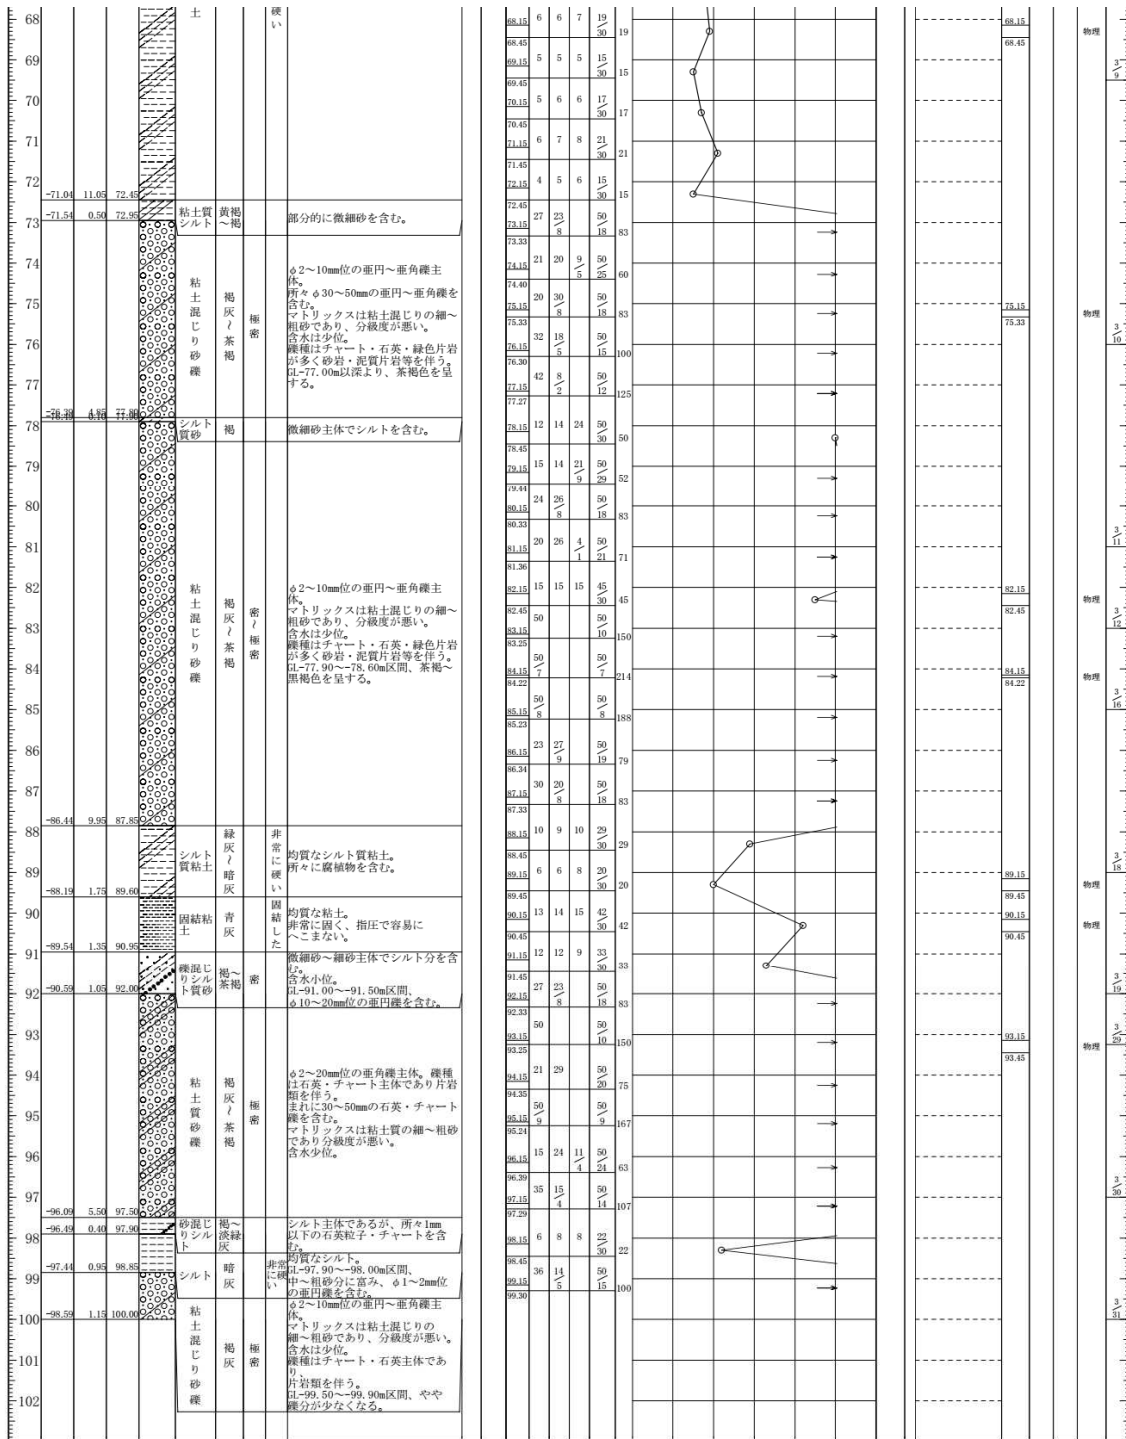 土
硬い
68
68.15 6 6 7 19/30 19
68.15
物理
68.45
68.45
69
69.15 5 5 5 15/30 15
3/9
69.45
70
70.15 5 6 6 17/30 17
70.45
71
71.15 6 7 8 21/30 21
71.45
72
72.15 4 5 6 15/30 15
-71.04 11.05 72.45
72.45
粘土質シルト
黄褐~褐
部分的に微細砂を含む。
-71.54 0.50 72.95
73
73.15 27 23/8 50/18 83
73.33
74
74.15 21 20 9/5 50/25 60
74.40
75
75.15 20 30/8 50/18 83
75.15
物理
75.33
75.33
3/10
76
76.15 32 18/5 50/15 100
76.30
77
77.15 42 8/2 50/12 125
77.27
粘土混じり砂礫
褐灰~茶褐
極密
φ2~10mm位の亜円~亜角礫主
体。
所々φ30~50mmの亜円~亜角礫を
含む。
マトリックスは粘土混じりの細~
粗砂であり、分級度が悪い。
含水は少位。
礫種はチャート・石英・緑色片岩
が多く砂岩・泥質片岩等を伴う。
GL-77.00m以深より、茶褐色を呈
する。
-76.39 4.85 77.80
-76.49 0.10 77.90
シルト質砂
褐
微細砂主体でシルトを含む。
78
78.15 12 14 24 50/30 50
78.45
79
79.15 15 14 21/9 50/29 52
79.44
80
80.15 24 26/8 50/18 83
80.33
81
81.15 20 26 4/1 50/21 71
3/11
81.36
82
82.15 15 15 15 45/30 45
82.15
物理
82.45
82.45
3/12
83
83.15 50 50/10 150
83.25
84
84.15 50/7 50/7 214
84.15
物理
84.22
84.22
85
85.15 50/8 50/8 188
3/16
85.23
86
86.15 23 27/9 50/19 79
86.34
87
87.15 30 20/8 50/18 83
87.33
粘土混じり砂礫
褐灰~茶褐
密~極密
φ2~10mm位の亜円~亜角礫主
体。
マトリックスは粘土混じりの細~
粗砂であり、分級度が悪い。
含水は少位。
礫種はチャート・石英・緑色片岩
が多く砂岩・泥質片岩等を伴う。
GL-77.90~-78.60m区間、茶褐~
黒褐色を呈する。
-86.44 9.95 87.85
88
88.15 10 9 10 29/30 29
88.45
3/18
シルト質粘土
緑灰~暗灰
非常に硬い
均質なシルト質粘土。
所々に腐植物を含む。
89
89.15 6 6 8 20/30 20
89.15
物理
89.45
89.45
-88.19 1.75 89.60
固結粘土
青灰
固結した
均質な粘土。
非常に固く、指圧で容易に
へこまない。
90
90.15 13 14 15 42/30 42
90.15
物理
90.45
90.45
-89.54 1.35 90.95
91
91.15 12 12 9 33/30 33
91.45
礫混じりシルト質砂
褐~茶褐
密
微細砂~細砂主体でシルト分を含
む。
含水小位。
GL-91.00~-91.50m区間、
φ10~20mm位の亜円礫を含む。
-90.59 1.05 92.00
92
92.15 27 23/8 50/18 83
3/19
92.33
93
93.15 50 50/10 150
93.15
物理
3/29
93.25
93.45
94
94.15 21 29 50/20 75
94.35
95
95.15 50/9 50/9 167
95.24
96
96.15 15 24 11/4 50/24 63
96.39
97
97.15 35 15/4 50/14 107
3/30
97.29
粘土質砂礫
褐灰~茶褐
極密
φ2~20mm位の亜角礫主体。礫種
は石英・チャート主体であり片岩
類を伴う。
まれに30~50mmの石英・チャート
礫を含む。
マトリックスは粘土質の細~粗砂
であり分級度が悪い。
含水少位。
-96.09 5.50 97.50
砂混じりシルト
褐~淡緑灰
シルト主体であるが、所々1mm
以下の石英粒子・チャートを含
む。
-96.49 0.40 97.90
98
98.15 6 8 8 22/30 22
98.45
シルト
暗灰
非常に硬い
均質なシルト。
GL-97.90~-98.00m区間、
中~粗砂分に富み、φ1~2mm位
の亜円礫を含む。
-97.44 0.95 98.85
99
99.15 36 14/5 50/15 100
99.30
3/31
-98.59 1.15 100.00
100
粘土混じり砂礫
褐灰
極密
φ2~10mm位の亜円~亜角礫主
体。
マトリックスは粘土混じりの
細~粗砂であり、分級度が悪い。
含水は少位。
礫種はチャート・石英主体であ
り、
片岩類を伴う。
GL-99.50~-99.90m区間、やや
礫分が少なくなる。
101
102